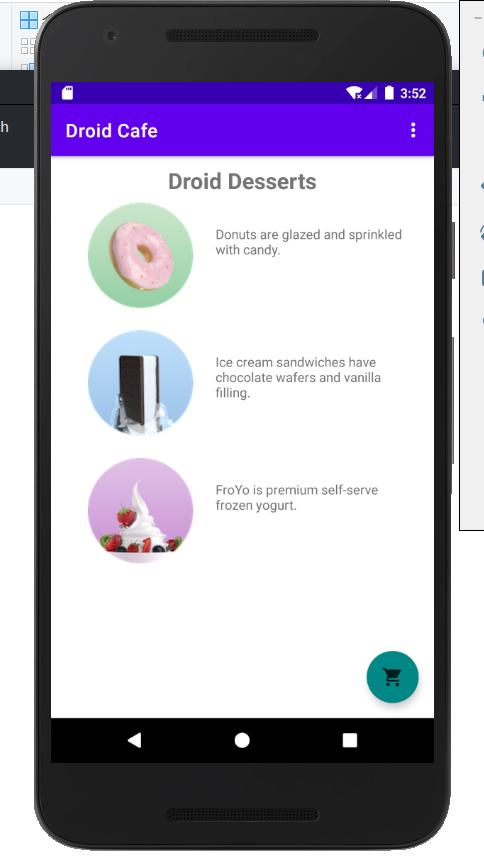 3:52
h
Droid Cafe
Droid Desserts
Donuts are glazed and sprinkled
with candy.
Ice cream sandwiches have
chocolate wafers and vanilla
filling.
FroYo is premium self-serve
frozen yogurt.